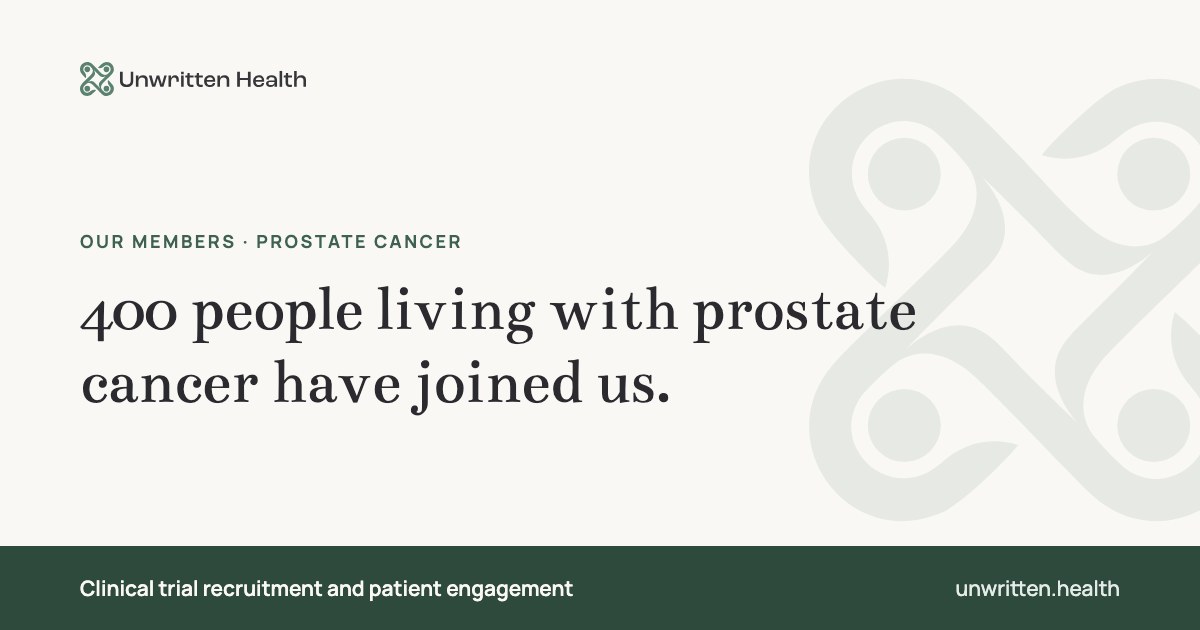 Unwritten Health
OUR MEMBERS · PROSTATE CANCER
400 people living with prostate
cancer have joined us.
Clinical trial recruitment and patient engagement
unwritten.health